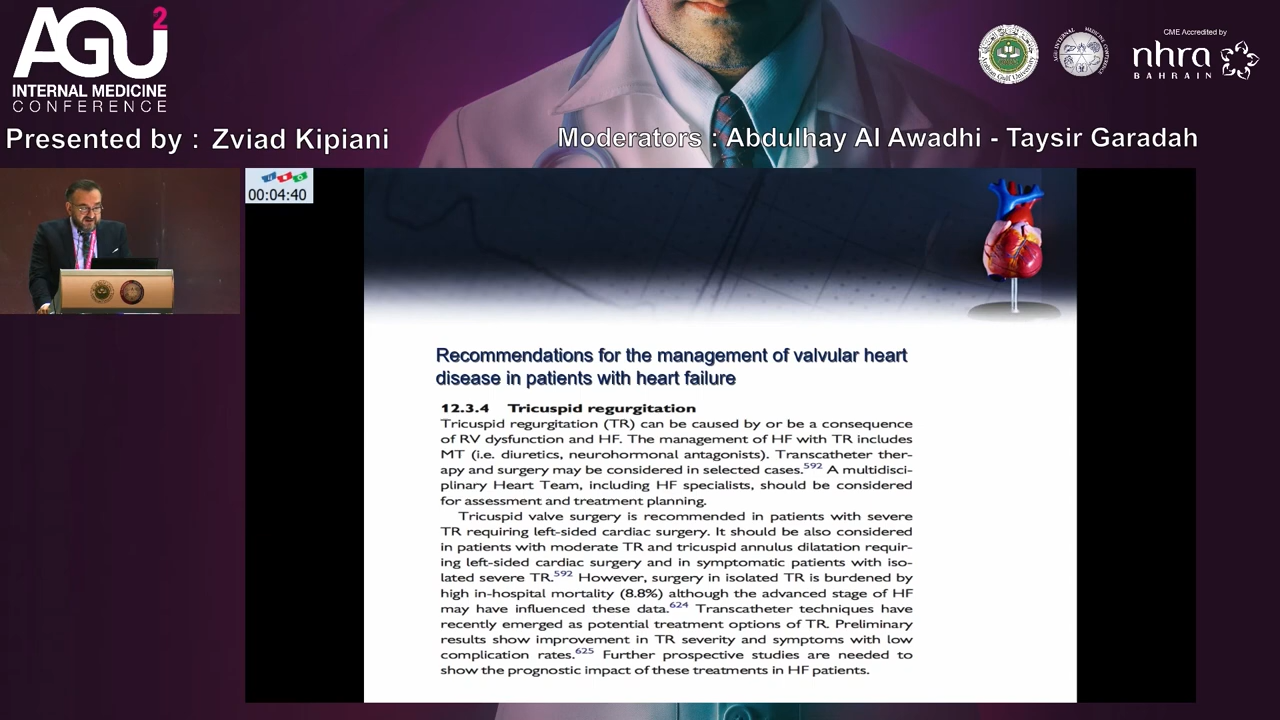 AGU2
INTERNAL MEDICINE
CONFERENCE
CME Accredited by
nhra
BAHRAIN
Presented by : Zviad Kipiani
Moderators : Abdulhay Al Awadhi - Taysir Garadah
00:04:40
Recommendations for the management of valvular heart
disease in patients with heart failure
12.3.4 Tricuspid regurgitation
Tricuspid regurgitation (TR) can be caused by or be a consequence
of RV dysfunction and HF. The management of HF with TR includes
MT (i.e. diuretics, neurohormonal antagonists). Transcatheter ther-
apy and surgery may be considered in selected cases.592 A multidisci-
plinary Heart Team, including HF specialists, should be considered
for assessment and treatment planning.
Tricuspid valve surgery is recommended in patients with severe
TR requiring left-sided cardiac surgery. It should be also considered
in patients with moderate TR and tricuspid annulus dilatation requir-
ing left-sided cardiac surgery and in symptomatic patients with iso-
lated severe TR.592 However, surgery in isolated TR is burdened by
high in-hospital mortality (8.8%) although the advanced stage of HF
may have influenced these data.624 Transcatheter techniques have
recently emerged as potential treatment options of TR. Preliminary
results show improvement in TR severity and symptoms with low
complication rates.625 Further prospective studies are needed to
show the prognostic impact of these treatments in HF patients.